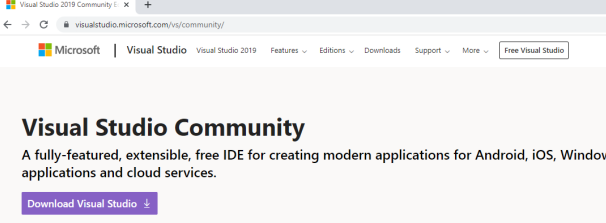 Visual Studio 2019 Community E
visualstudio.microsoft.com/vs/community/
Microsoft Visual Studio Visual Studio 2019 Features Editions Downloads Support More Free Visual Studio
Visual Studio Community
A fully-featured, extensible, free IDE for creating modern applications for Android, iOS, Window
applications and cloud services.
Download Visual Studio